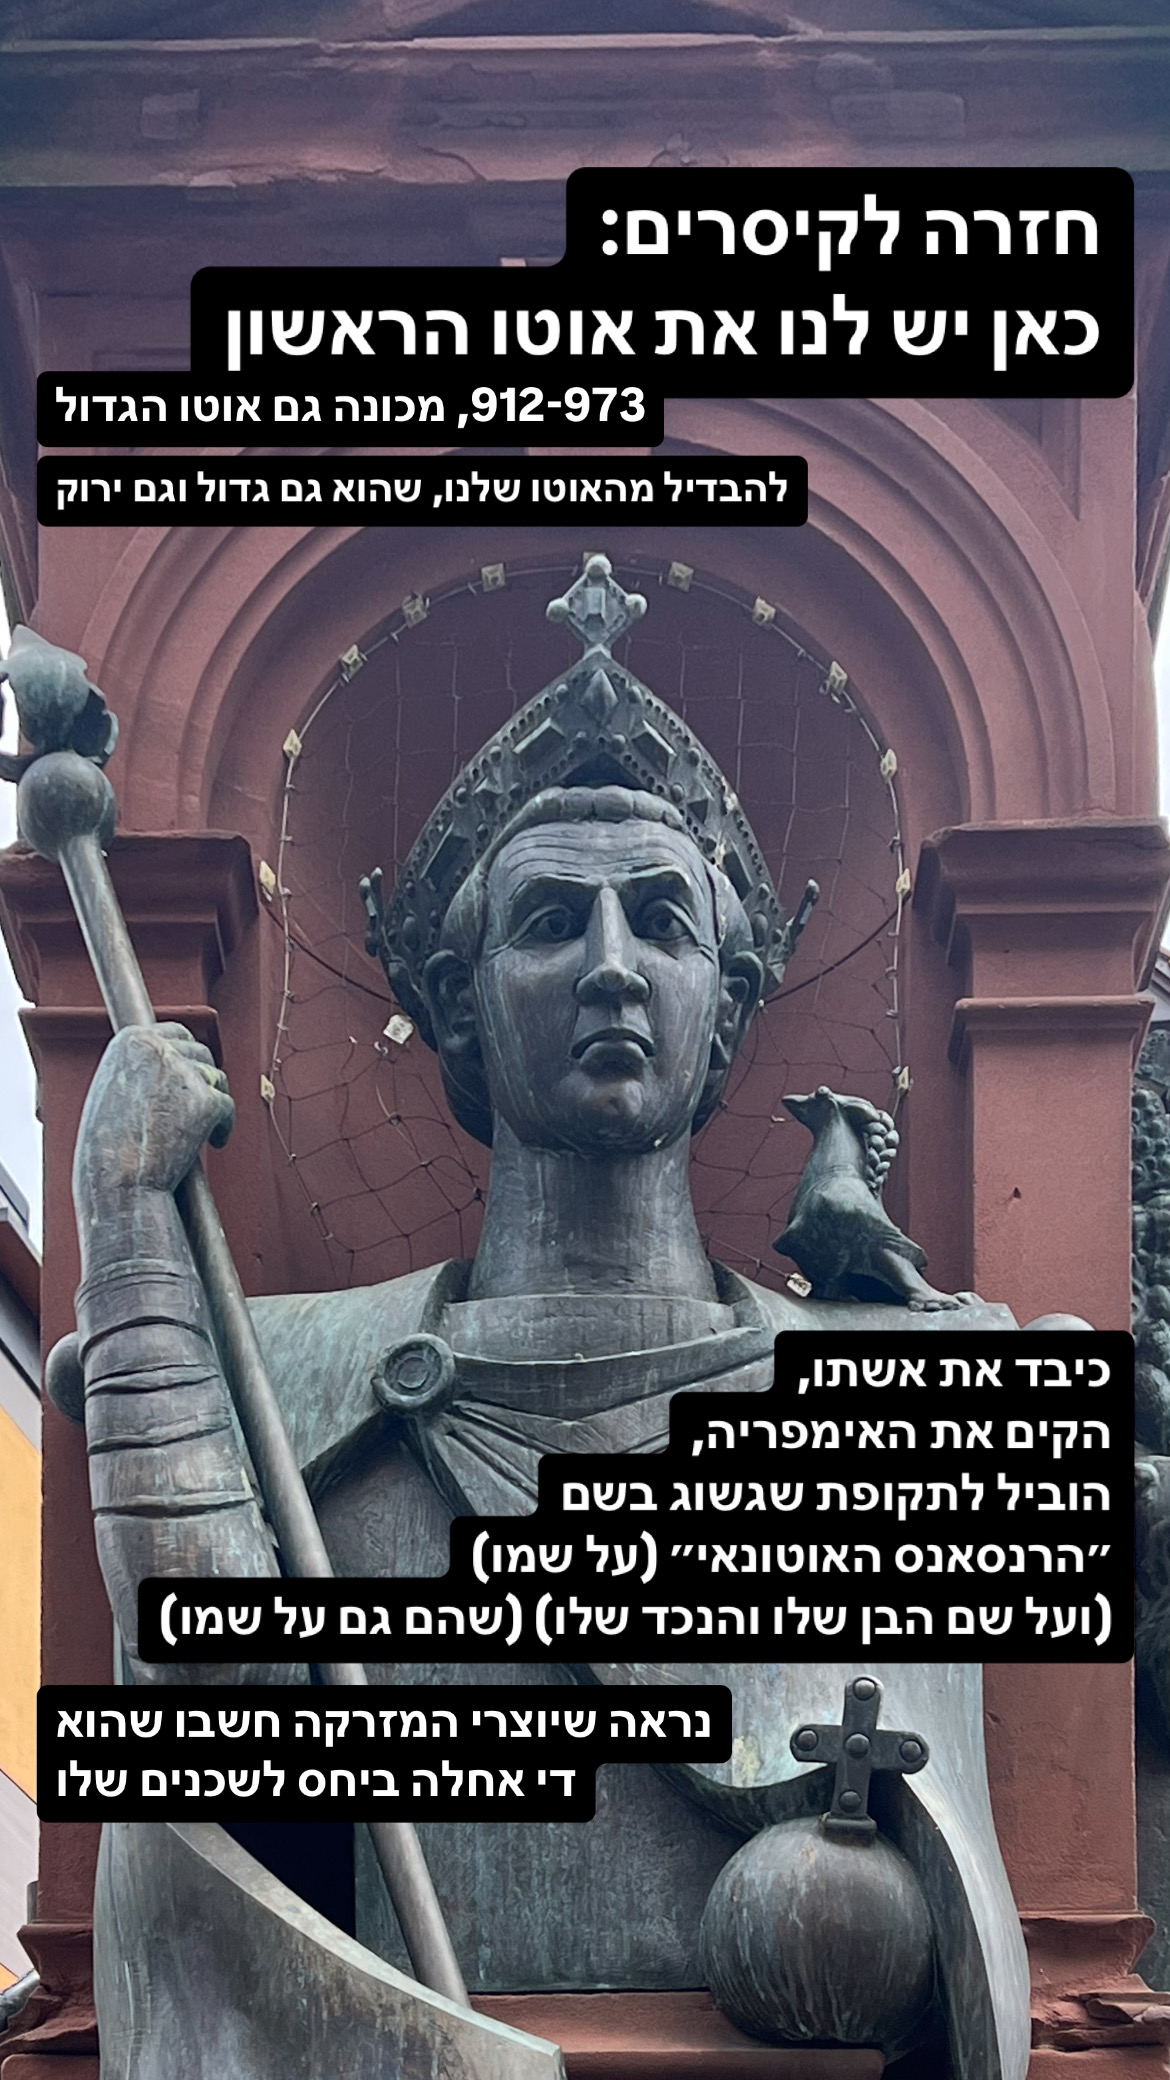 חזרה לקיסרים:
כאן יש לנו את אוטו הראשון
912-973, מכונה גם אוטו הגדול
להבדיל מהאוטו שלנו, שהוא גם גדול וגם ירוק
כיבד את אשתו,
הקים את האימפריה,
הוביל לתקופת שגשוג בשם
״הרנסאנס האוטונאי״ (על שמו)
(ועל שם הבן שלו והנכד שלו) (שהם גם על שמו)
נראה שיוצרי המזרקה חשבו שהוא
די אחלה ביחס לשכנים שלו